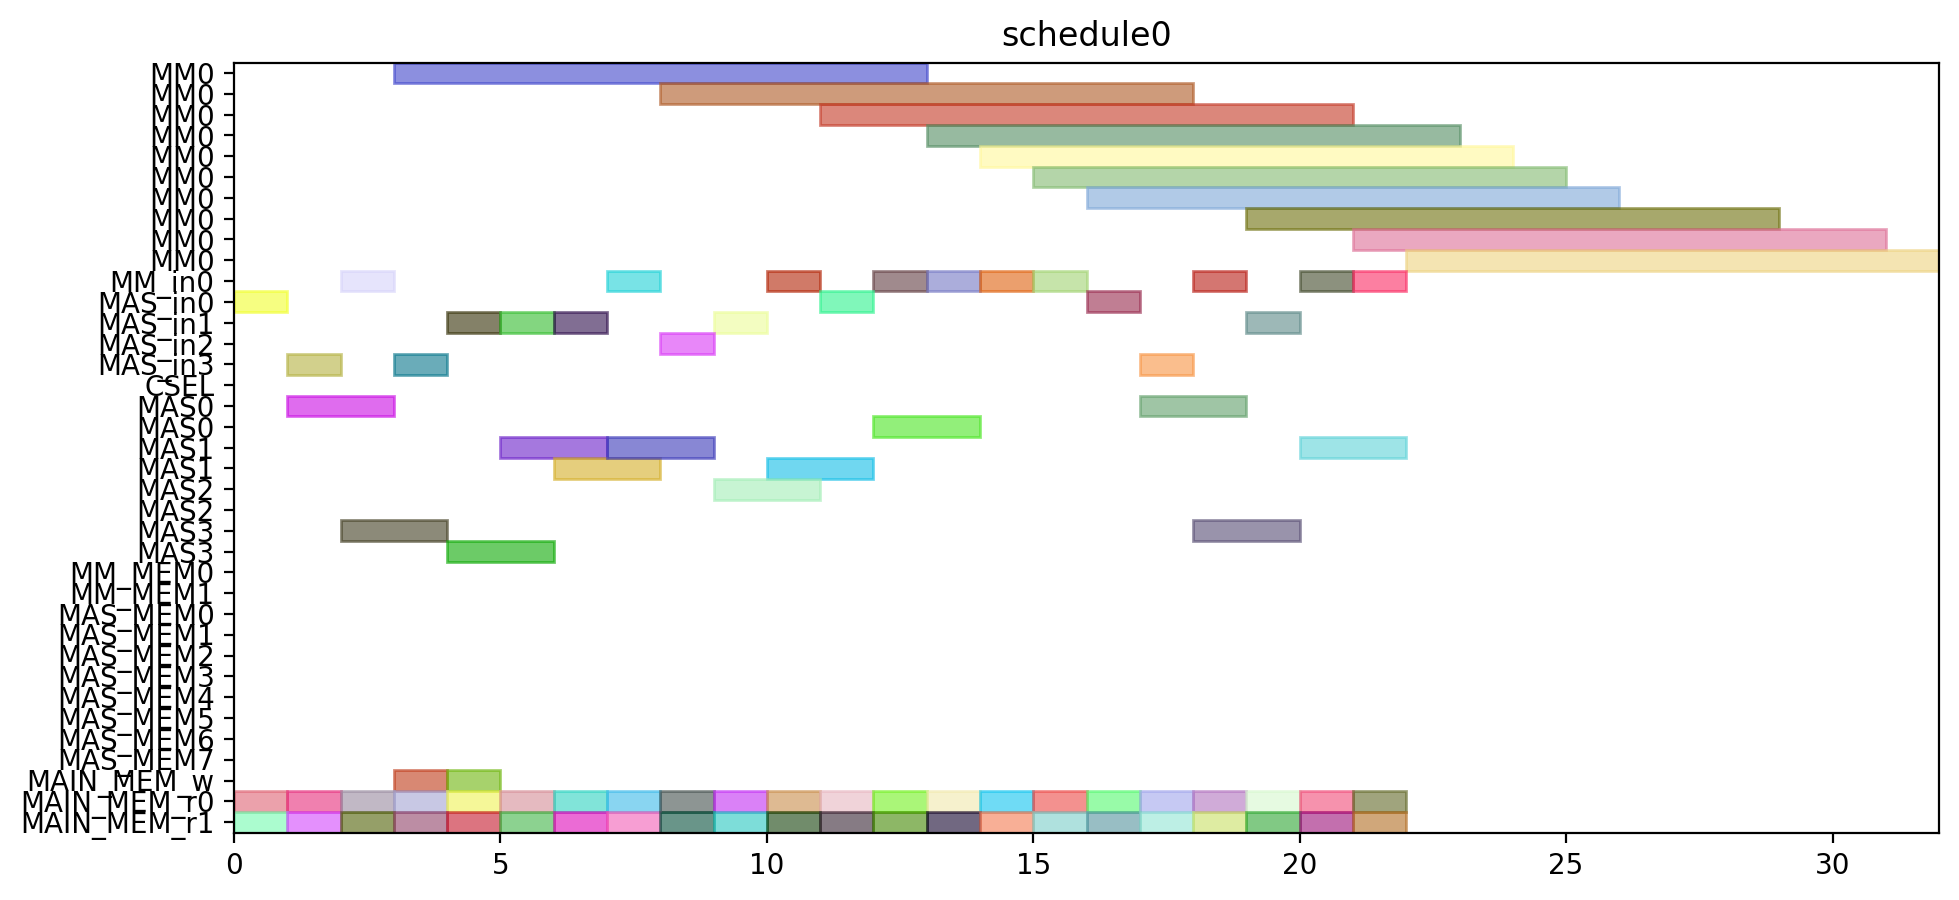 schedule0
MM0
MM0
MM0
MM0
MM0
MM0
MM0
MM0
MM0
MM0
MM_in0
MAS_in0
MAS_in1
MAS_in2
MAS_in3
CSEL
MAS0
MAS0
MAS1
MAS1
MAS2
MAS2
MAS3
MAS3
MM_MEM0
MM_MEM1
MAS_MEM0
MAS_MEM1
MAS_MEM2
MAS_MEM3
MAS_MEM4
MAS_MEM5
MAS_MEM6
MAS_MEM7
MAIN_MEM_w
MAIN_MEM_r0
MAIN_MEM_r1
0 5 10 15 20 25 30